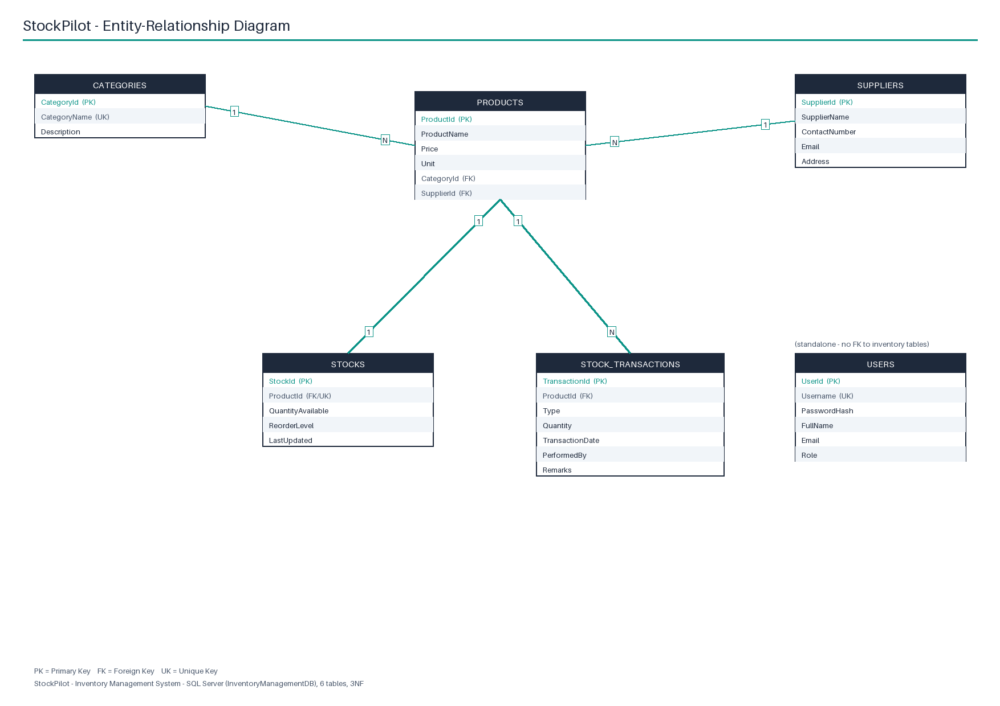 StockPilot - Entity-Relationship Diagram
CATEGORIES
CategoryId (PK)
CategoryName (UK)
Description
1
N
PRODUCTS
ProductId (PK)
ProductName
Price
Unit
CategoryId (FK)
SupplierId (FK)
N
1
SUPPLIERS
SupplierId (PK)
SupplierName
ContactNumber
Email
Address
1
1
1
N
STOCKS
StockId (PK)
ProductId (FK/UK)
QuantityAvailable
ReorderLevel
LastUpdated
STOCK_TRANSACTIONS
TransactionId (PK)
ProductId (FK)
Type
Quantity
TransactionDate
PerformedBy
Remarks
(standalone - no FK to inventory tables)
USERS
UserId (PK)
Username (UK)
PasswordHash
FullName
Email
Role
PK = Primary Key FK = Foreign Key UK = Unique Key
StockPilot - Inventory Management System - SQL Server (InventoryManagementDB), 6 tables, 3NF